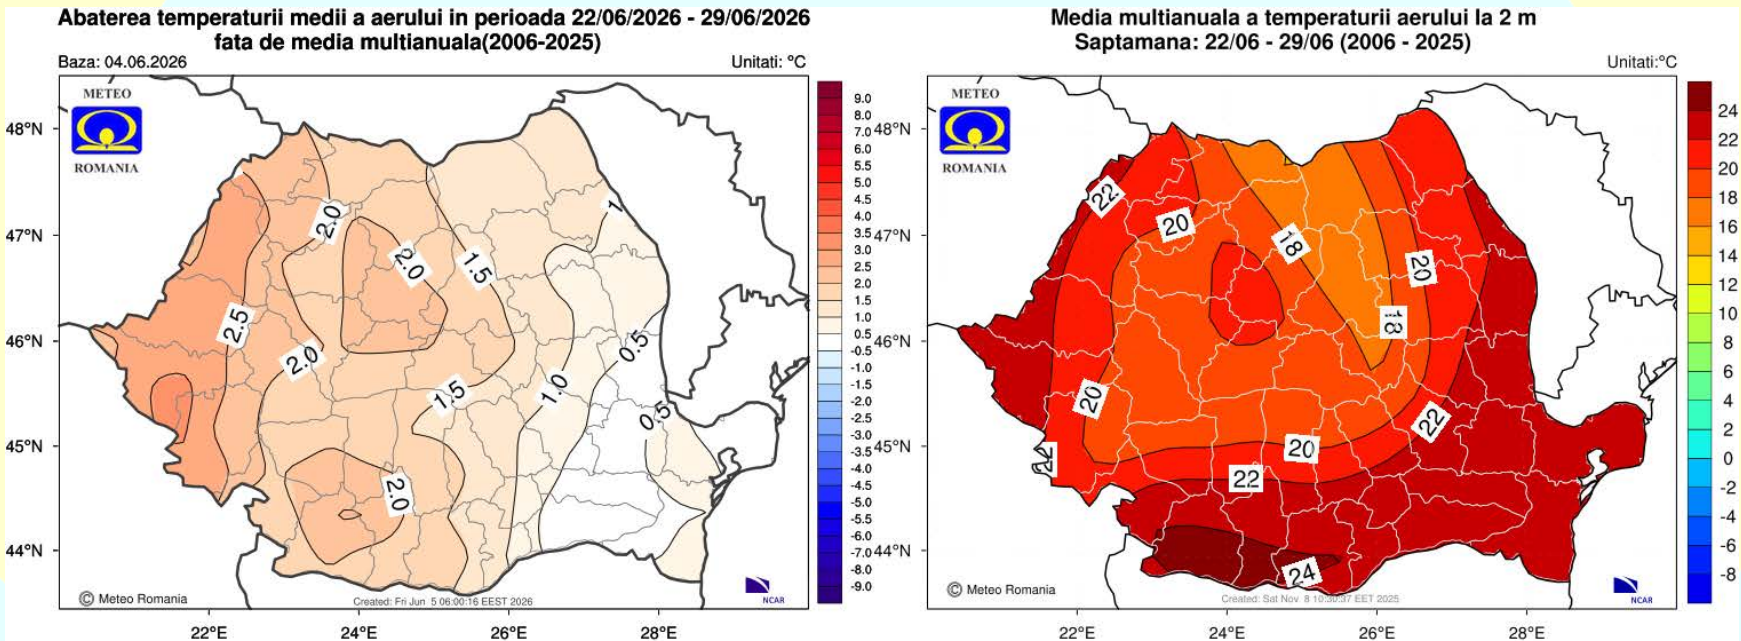 Abaterea temperaturii medii a aerului in perioada 22/06/2026 - 29/06/2026
fata de media multianuala(2006-2025)
Baza: 04.06.2026
Unitati: °C
METEO
ROMANIA
48°N
47°N
46°N
45°N
44°N
2.0
2.0
1.5
1
2.5
2.0
0.5
1.5
1.0
0.5
2.0
© Meteo Romania
Created: Fri Jun 5 06:00:16 EEST 2026
NCAR
22°E
24°E
26°E
28°E
9.0
8.0
7.0
6.0
5.5
5.0
4.5
4.0
3.5
3.0
2.5
2.0
1.5
1.0
0.5
-0.5
-1.0
-1.5
-2.0
-2.5
-3.0
-3.5
-4.0
-4.5
-5.0
-5.5
-6.0
-7.0
-8.0
-9.0
Media multianuala a temperaturii aerului la 2 m
Saptamana: 22/06 - 29/06 (2006 - 2025)
Unitati:°C
METEO
ROMANIA
48°N
47°N
46°N
45°N
44°N
22
20
18
20
18
20
22
20
22
22
24
© Meteo Romania
Created: Sat Nov 8 10:30:37 EET 2025
NCAR
22°E
24°E
26°E
28°E
24
22
20
18
16
14
12
10
8
6
4
2
0
-2
-4
-6
-8